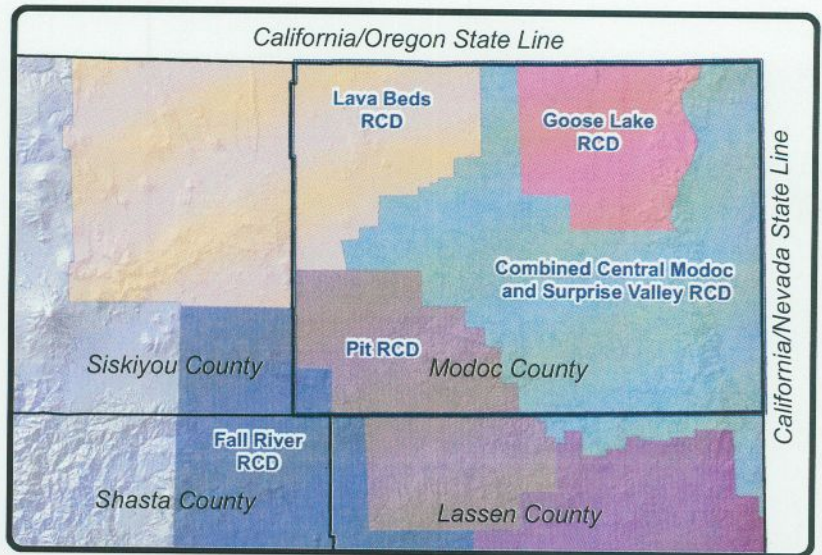 California/Oregon State Line
Lava Beds
RCD
Goose Lake
RCD
California/Nevada State Line
Combined Central Modoc
and Surprise Valley RCD
Pit RCD
Siskiyou County
Modoc County
Fall River
RCD
Shasta County
Lassen County